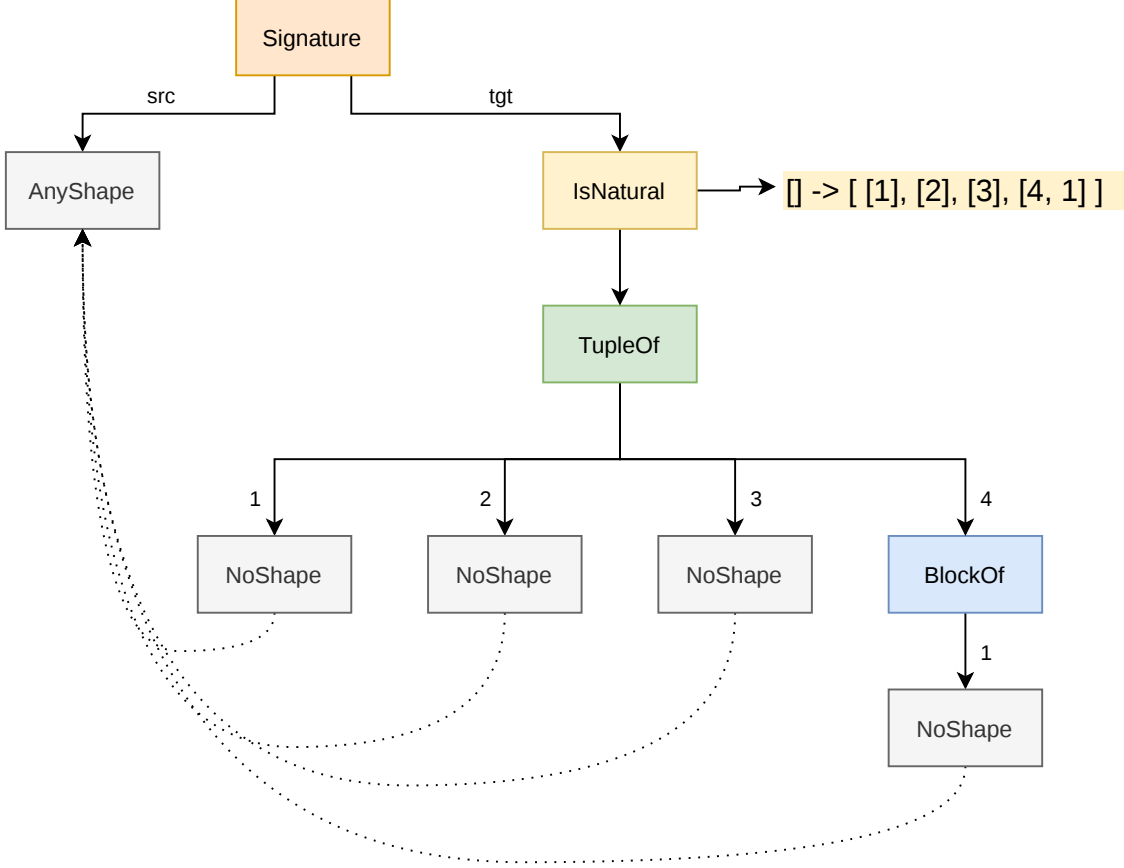 Signature
src
tgt
AnyShape
IsNatural
[] -> [ [1], [2], [3], [4, 1] ]
TupleOf
1
2
3
4
NoShape
NoShape
NoShape
BlockOf
1
NoShape